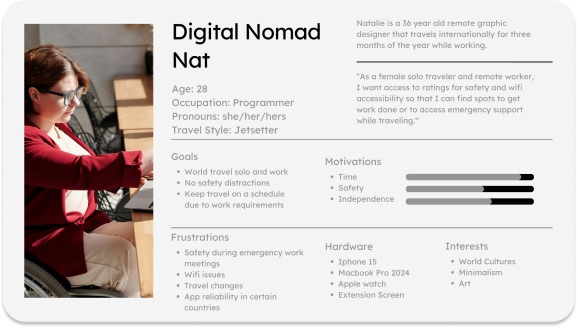 Digital Nomad
Nat
Age: 28
Occupation: Programmer
Pronouns: she/her/hers
Travel Style: Jetsetter
Natalie is a 36 year old remote graphic
designer that travels internationally for three
months of the year while working.
"As a female solo traveler and remote worker,
I want access to ratings for safety and wifi
accessibility so that I can find spots to get
work done or to access emergency support
while traveling."
Goals
• World travel solo and work
• No safety distractions
• Keep travel on a schedule
due to work requirements
Motivations
• Time
• Safety
• Independence
Frustrations
• Safety during emergency work
meetings
• Wifi issues
• Travel changes
• App reliability in certain
countries
Hardware
• Iphone 15
• Macbook Pro 2024
• Apple watch
• Extension Screen
Interests
• World Cultures
• Minimalism
• Art